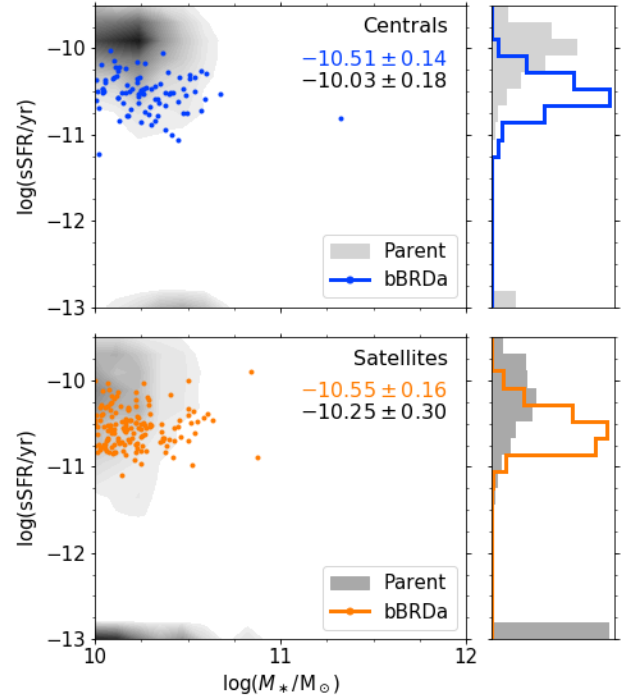 Centrals
−10.51 ± 0.14
−10.03 ± 0.18
−10
−11
−12
−13
log(sSFR/yr)
Parent
bBRDa
Satellites
−10.55 ± 0.16
−10.25 ± 0.30
−10
−11
−12
−13
log(sSFR/yr)
Parent
bBRDa
10
11
12
log(M∗/M⊙)